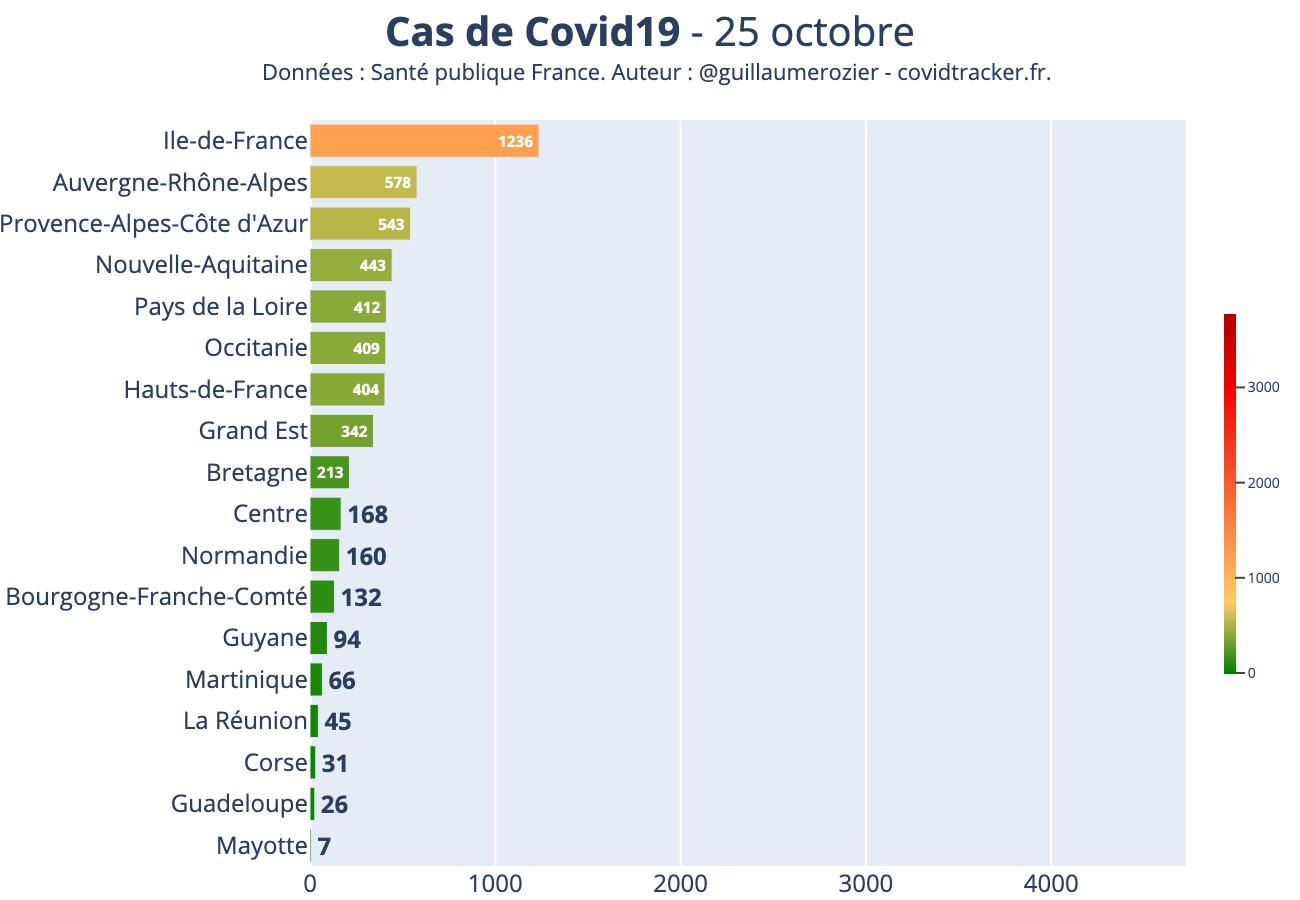 Cas de Covid19 - 25 octobre
Données : Santé publique France. Auteur : @guillaumerozier - covidtracker.fr.
Ile-de-France 1236
Auvergne-Rhône-Alpes 578
Provence-Alpes-Côte d'Azur 543
Nouvelle-Aquitaine 443
Pays de la Loire 412
Occitanie 409
Hauts-de-France 404
Grand Est 342
Bretagne 213
Centre 168
Normandie 160
Bourgogne-Franche-Comté 132
Guyane 94
Martinique 66
La Réunion 45
Corse 31
Guadeloupe 26
Mayotte 7
0 1000 2000 3000 4000
3000
2000
1000
0